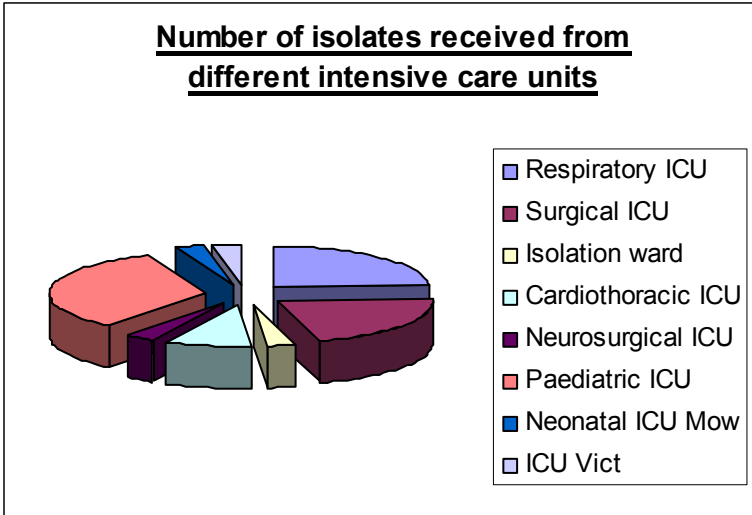 Number of isolates received from
different intensive care units
Respiratory ICU
Surgical ICU
Isolation ward
Cardiothoracic ICU
Neurosurgical ICU
Paediatric ICU
Neonatal ICU Mow
ICU Vict